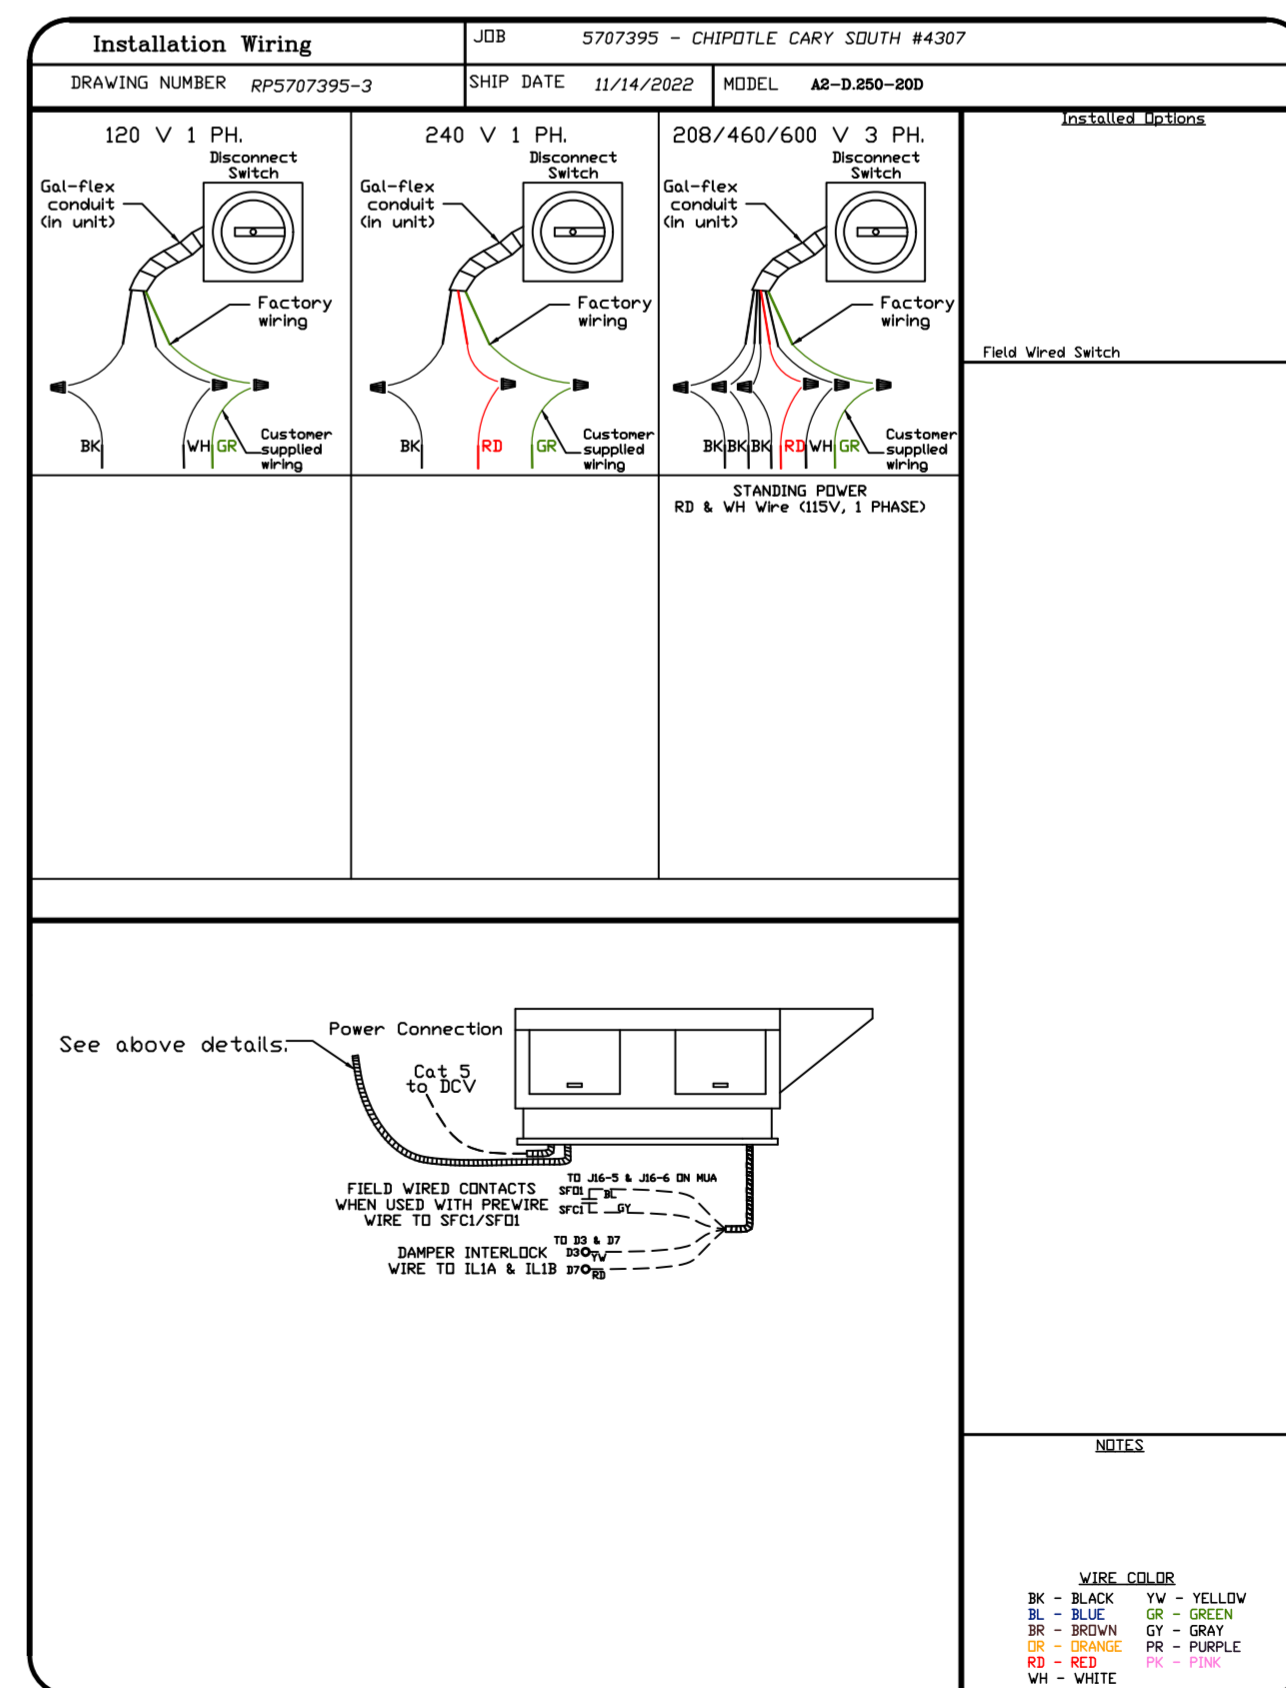 Installation Wiring
JOB 5707395 - CHIPOTLE CARY SOUTH #4307
DRAWING NUMBER RP5707395-3
SHIP DATE 11/14/2022
MODEL A2-D.250-20D
120 V 1 PH.
Disconnect
Switch
Gal-flex
conduit
(in unit)
Factory
wiring
BK
WH
GR
Customer
supplied
wiring
240 V 1 PH.
Disconnect
Switch
Gal-flex
conduit
(in unit)
Factory
wiring
BK
RD
GR
Customer
supplied
wiring
208/460/600 V 3 PH.
Disconnect
Switch
Gal-flex
conduit
(in unit)
Factory
wiring
BK
BK
BK
RD
WH
GR
Customer
supplied
wiring
STANDING POWER
RD & WH Wire (115V, 1 PHASE)
Installed Options
Field Wired Switch
See above details.
Power Connection
Cat 5
to DCV
FIELD WIRED CONTACTS
WHEN USED WITH PREWIRE
WIRE TO SFC1/SFO1
TO J16-5 & J16-6 ON MUA
SFO1
BL
SFC1
GY
DAMPER INTERLOCK
WIRE TO IL1A & IL1B
TO D3 & D7
D3
YW
D7
RD
NOTES
WIRE COLOR
BK - BLACK YW - YELLOW
BL - BLUE GR - GREEN
BR - BROWN GY - GRAY
OR - ORANGE PR - PURPLE
RD - RED PK - PINK
WH - WHITE